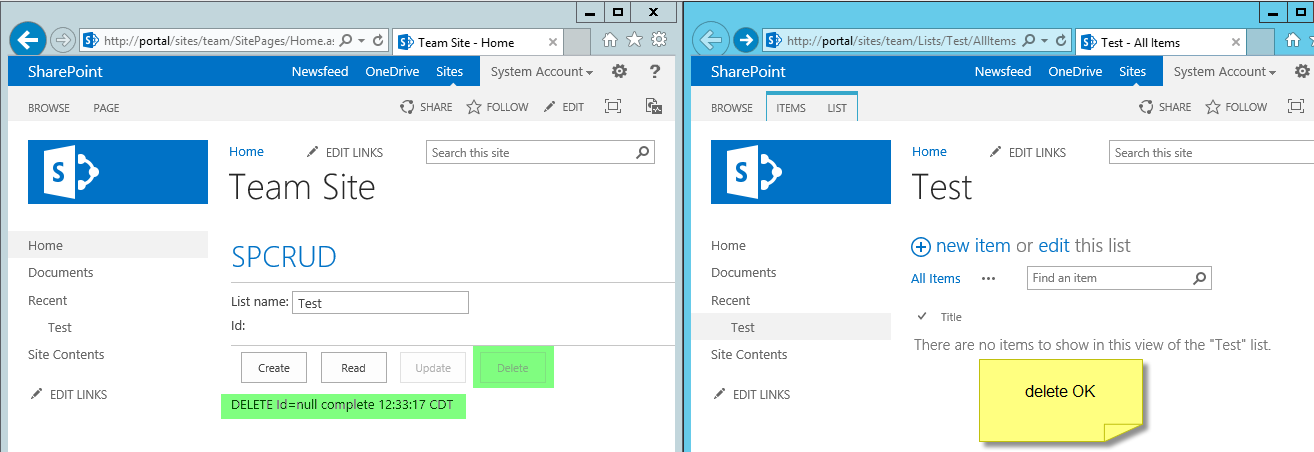 http://portal/sites/team/SitePages/Home.as
Team Site - Home
SharePoint
Newsfeed OneDrive Sites System Account ?
BROWSE PAGE SHARE FOLLOW EDIT
S
Home EDIT LINKS Search this site
Team Site
Home
Documents
Recent
Test
Site Contents
EDIT LINKS
SPCRUD
List name: Test
Id:
Create Read Update Delete
DELETE Id=null complete 12:33:17 CDT
http://portal/sites/team/Lists/Test/AllItems
Test - All Items
SharePoint
Newsfeed OneDrive Sites System Account
BROWSE ITEMS LIST SHARE FOLLOW
S
Home EDIT LINKS Search this site
Test
Home
Documents
Recent
Test
Site Contents
EDIT LINKS
new item or edit this list
All Items ••• Find an item
Title
There are no items to show in this view of the "Test" list.
delete OK